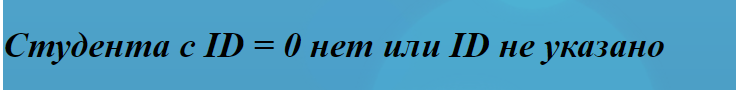 Студента с ID = 0 нет или ID не указано